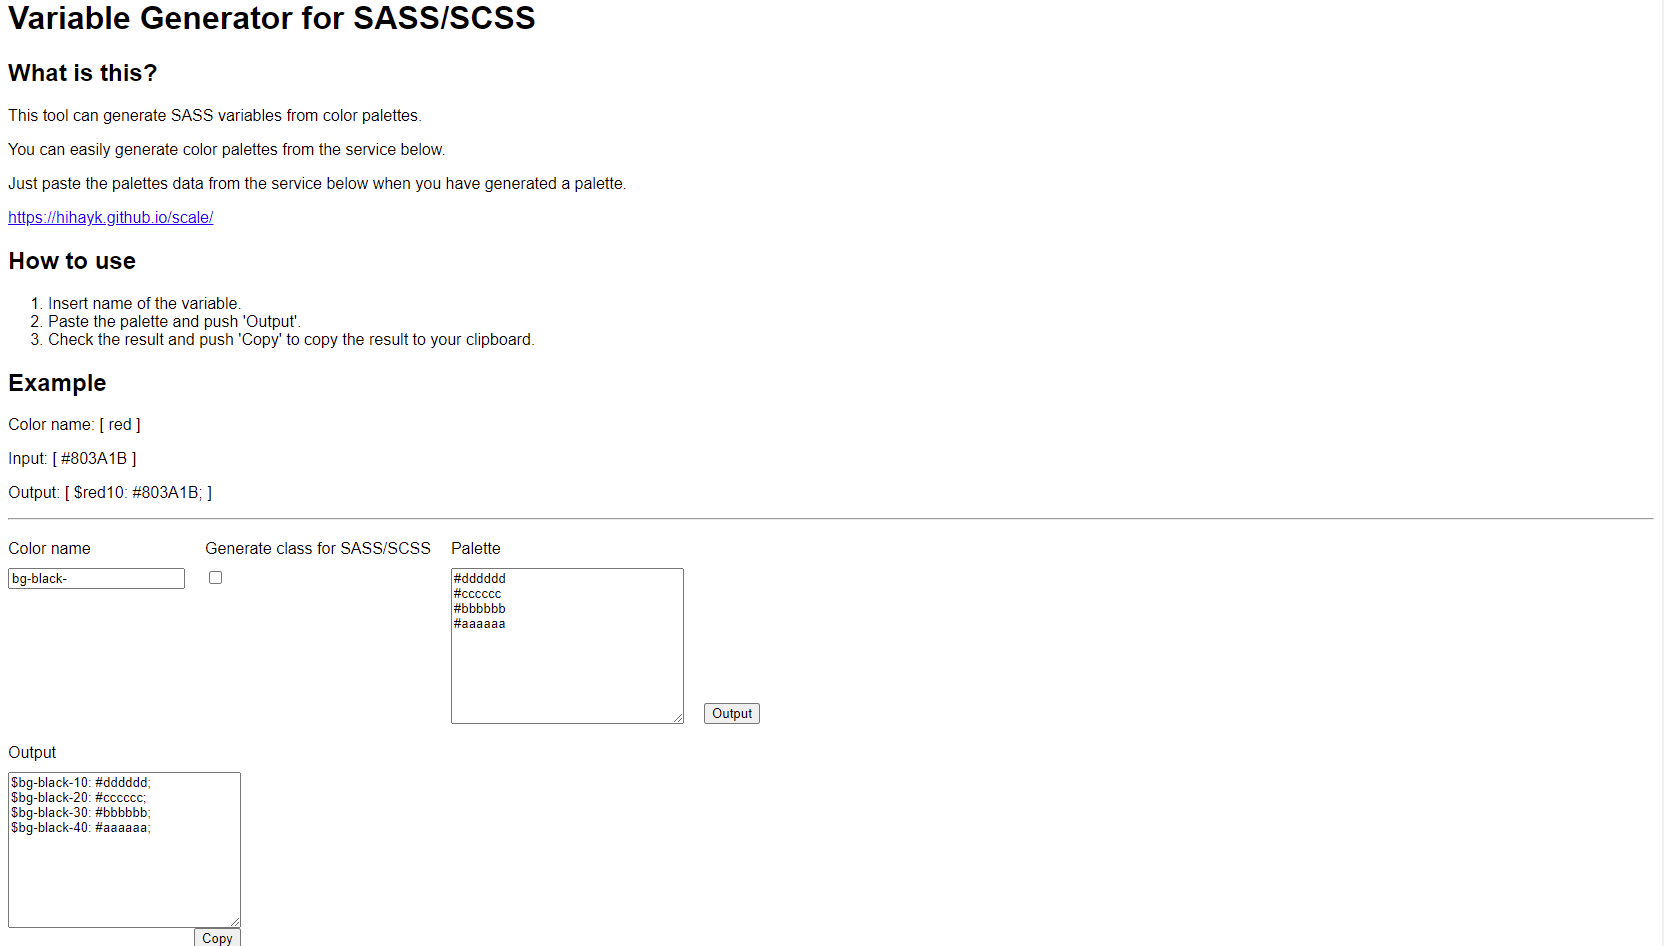 Variable Generator for SASS/SCSS
What is this?
This tool can generate SASS variables from color palettes.
You can easily generate color palettes from the service below.
Just paste the palettes data from the service below when you have generated a palette.
https://hihayk.github.io/scale/
How to use
1. Insert name of the variable.
2. Paste the palette and push 'Output'.
3. Check the result and push 'Copy' to copy the result to your clipboard.
Example
Color name: [ red ]
Input: [ #803A1B ]
Output: [ $red10: #803A1B; ]
Color name
bg-black-
Generate class for SASS/SCSS
Palette
#dddddd
#cccccc
#bbbbbb
#aaaaaa
Output
Output
$bg-black-10: #dddddd;
$bg-black-20: #cccccc;
$bg-black-30: #bbbbbb;
$bg-black-40: #aaaaaa;
Copy